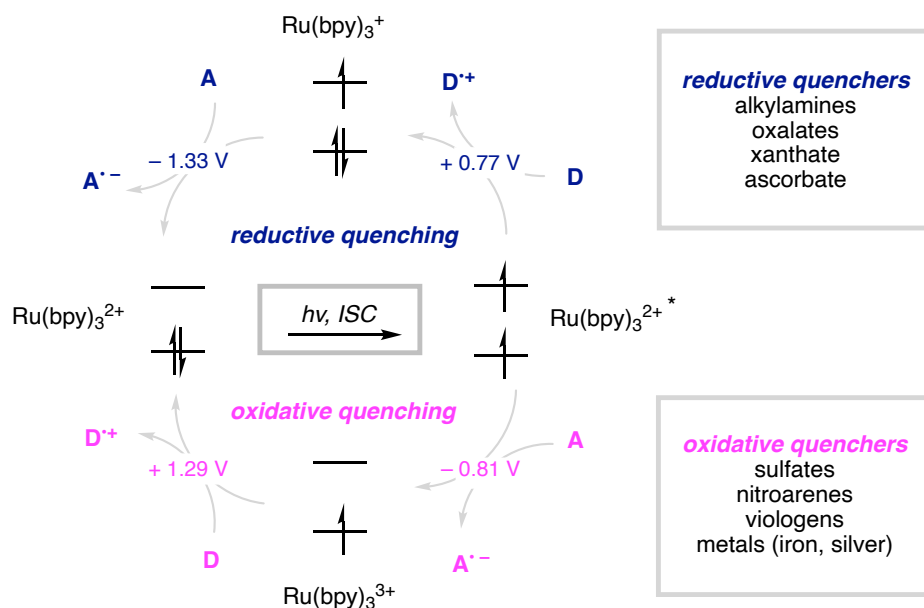 Ru(bpy)₃⁺
A
D•+
– 1.33 V
+ 0.77 V
A• –
D
reductive quenching
Ru(bpy)₃²⁺
hν, ISC
Ru(bpy)₃²⁺ *
oxidative quenching
D•+
A
+ 1.29 V
– 0.81 V
D
A• –
Ru(bpy)₃³⁺
reductive quenchers
alkylamines
oxalates
xanthate
ascorbate
oxidative quenchers
sulfates
nitroarenes
viologens
metals (iron, silver)